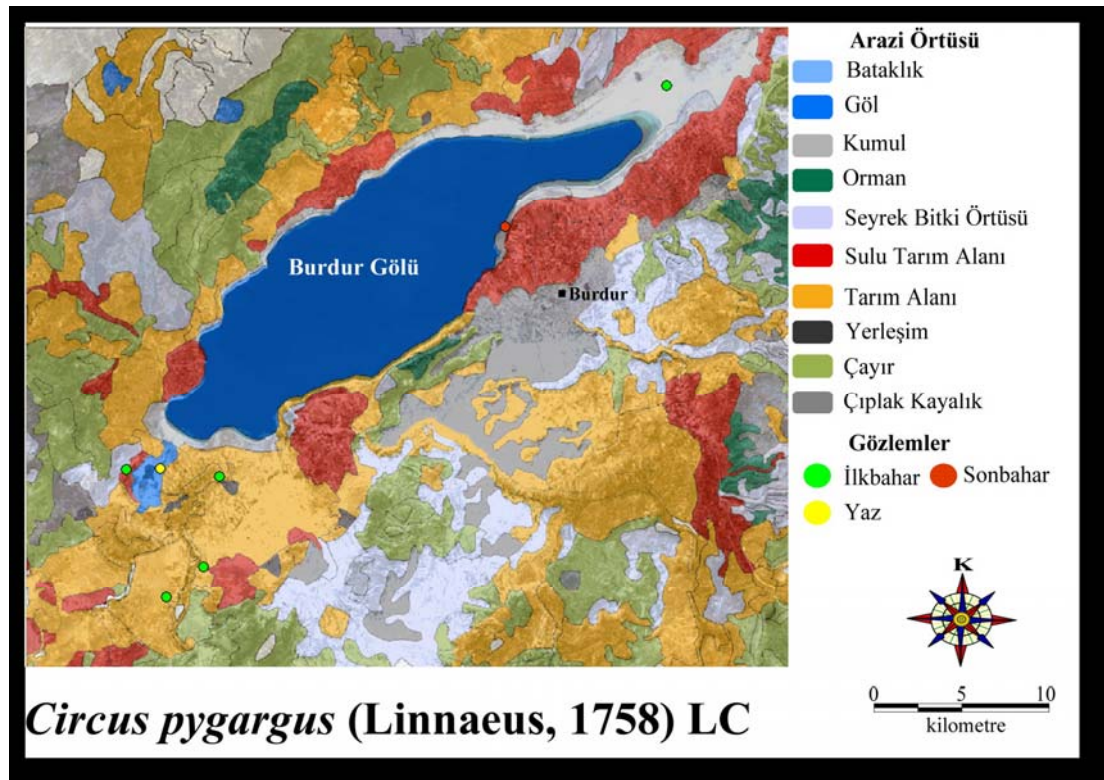 Arazi Örtüsü
Bataklık
Göl
Kumul
Orman
Seyrek Bitki Örtüsü
Sulu Tarım Alanı
Tarım Alanı
Yerleşim
Çayır
Çıplak Kayalık
Gözlemler
İlkbahar Sonbahar
Yaz
Burdur Gölü
Burdur
K
0 5 10
kilometre
Circus pygargus (Linnaeus, 1758) LC